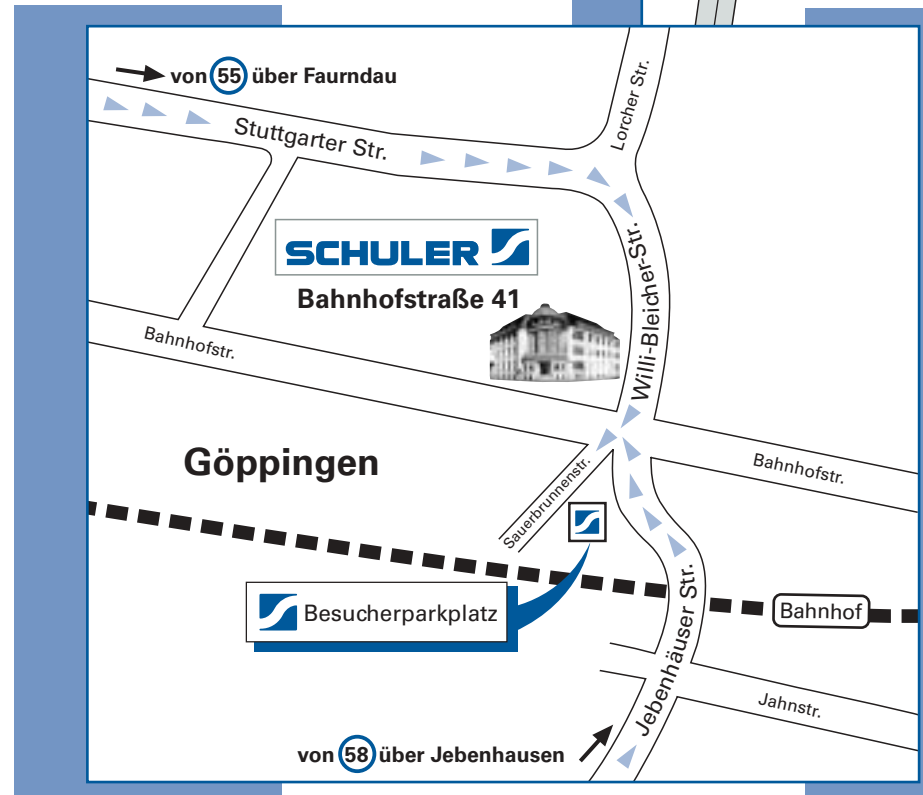 von 55 über Faurndau
Lorcher Str.
Stuttgarter Str.
SCHULER
Willi-Bleicher-Str.
Bahnhofstraße 41
Bahnhofstr.
Göppingen
Bahnhofstr.
Sauerbrunnenstr.
Besucherparkplatz
Bahnhof
Jebenhäuser Str.
Jahnstr.
von 58 über Jebenhausen